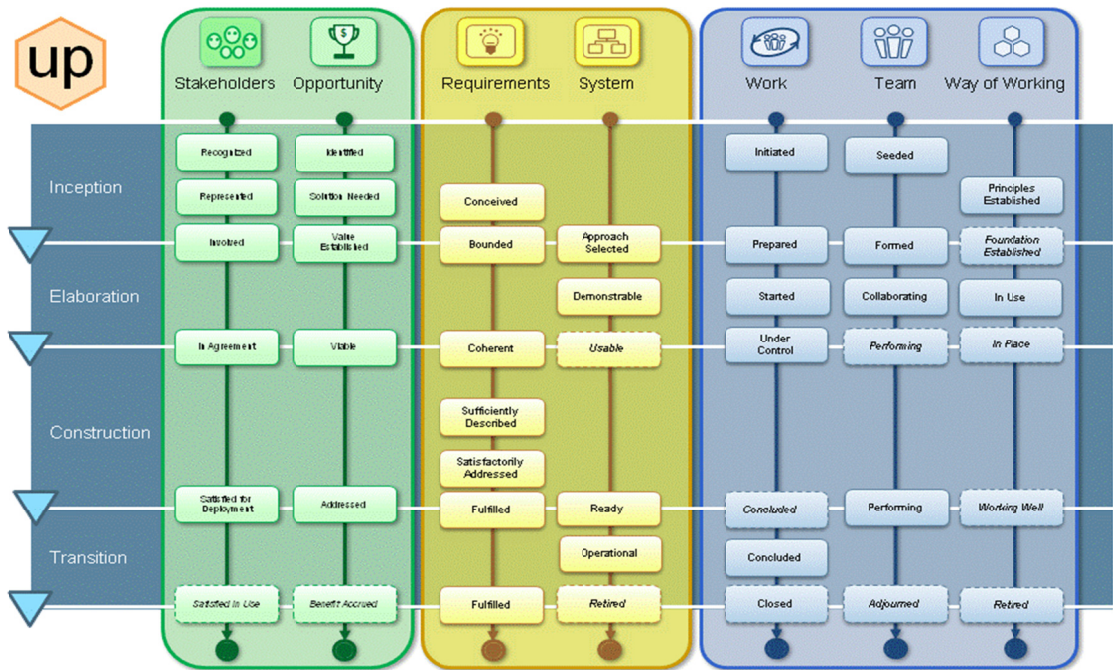 up
$
Stakeholders Opportunity Requirements System Work Team Way of Working
Recognized Identified Initiated Seeded
Inception
Represented Solution Needed Conceived Principles
Established
Involved Value
Established Bounded Approach
Selected Prepared Formed Foundation
Established
Elaboration Demonstrable Started Collaborating In Use
In Agreement Viable Coherent Usable Under
Control Performing In Place
Construction
Sufficiently
Described
Satisfactorily
Addressed
Satisfied for
Deployment Addressed Fulfilled Ready Concluded Performing Working Well
Transition Operational Concluded
Satisfied in Use Benefit Accrued Fulfilled Retired Closed Adjourned Retired